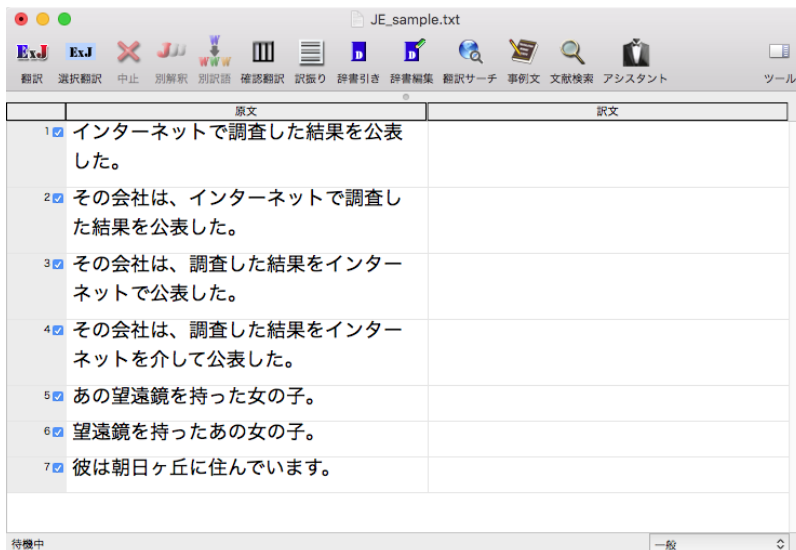 JE_sample.txt
ExJ ExJ J JJ W WWW D D
翻訳 選択翻訳 中止 別解釈 別訳語 確認翻訳 訳振り 辞書引き 辞書編集 翻訳サーチ 事例文 文献検索 アシスタント ツール
原文 訳文
1 インターネットで調査した結果を公表
した。
2 その会社は、インターネットで調査し
た結果を公表した。
3 その会社は、調査した結果をインター
ネットで公表した。
4 その会社は、調査した結果をインター
ネットを介して公表した。
5 あの望遠鏡を持った女の子。
6 望遠鏡を持ったあの女の子。
7 彼は朝日ヶ丘に住んでいます。
待機中 一般